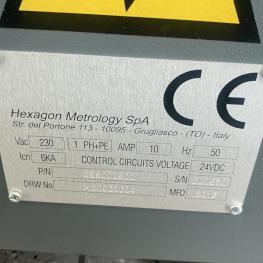 CE
Hexagon Metrology SpA
Str. del Portone 113 - 10095 - Grugliasco - (TO) - Italy
Vac 230 1 PH+PE AMP 10 Hz 50
Icn 6KA CONTROL CIRCUITS VOLTAGE 24VDC
P/N S/N
DRW No MFD 2017